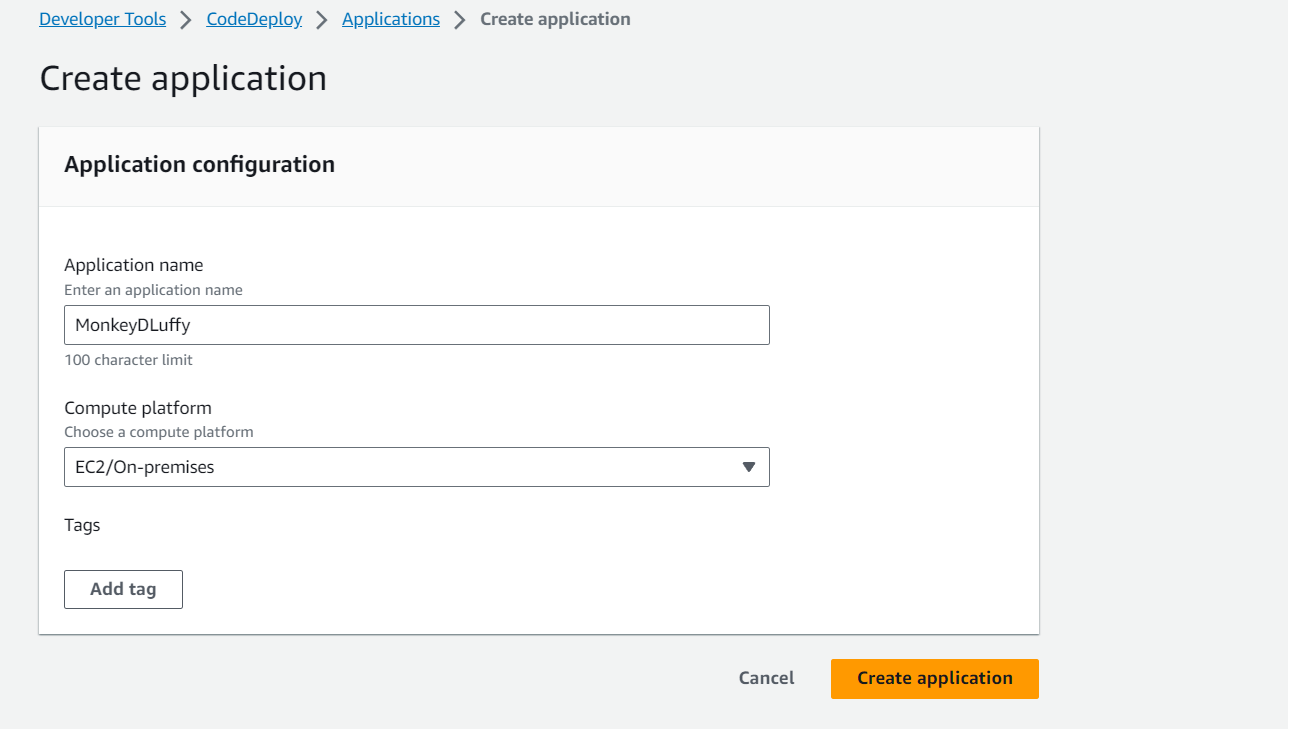 Developer Tools > CodeDeploy > Applications > Create application
Create application
Application configuration
Application name
Enter an application name
MonkeyDLuffy
100 character limit
Compute platform
Choose a compute platform
EC2/On-premises
Tags
Add tag
Cancel Create application